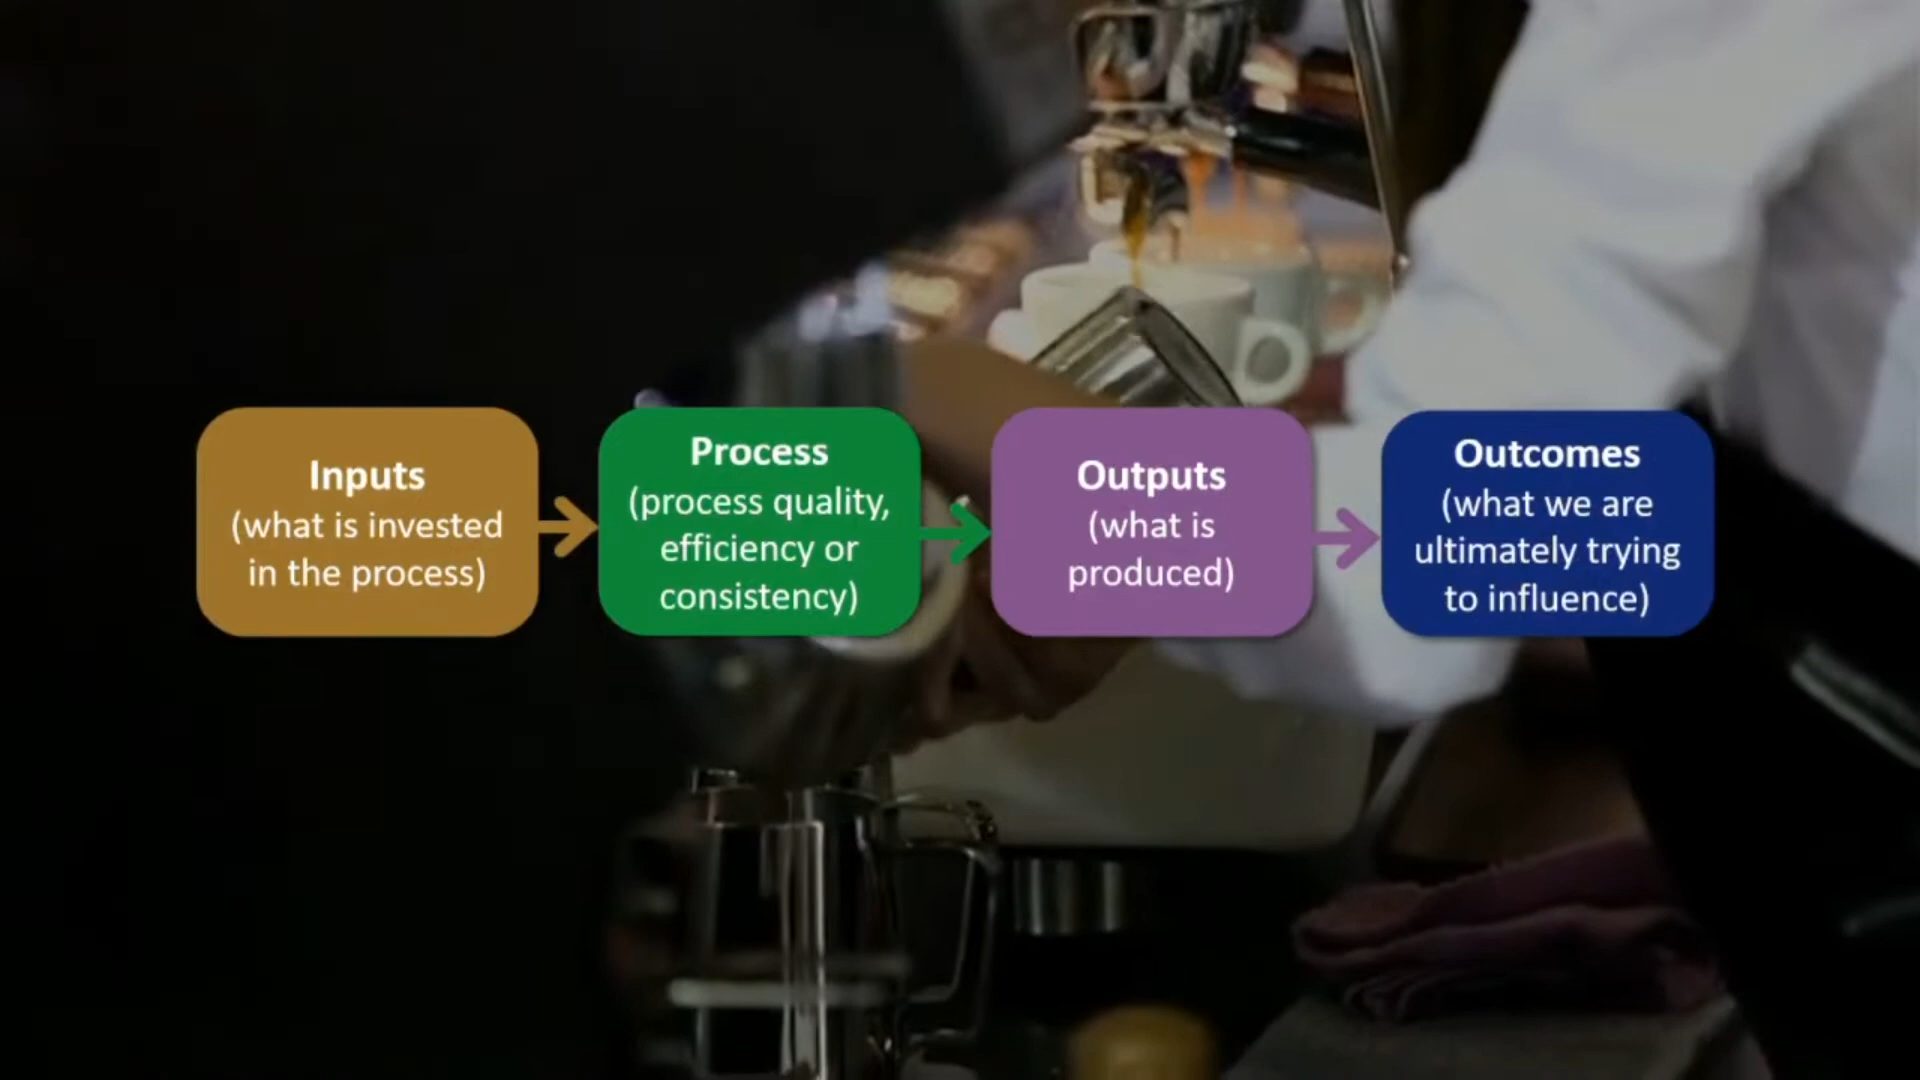 Inputs
(what is invested
in the process)
Process
(process quality,
efficiency or
consistency)
Outputs
(what is
produced)
Outcomes
(what we are
ultimately trying
to influence)